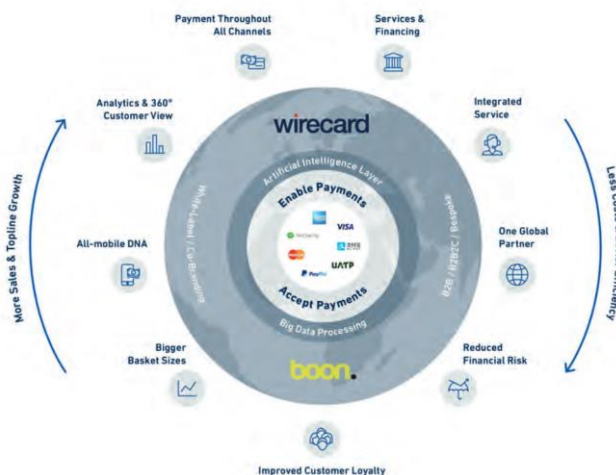 Payment Throughout
All Channels
Services &
Financing
Analytics & 360°
Customer View
Integrated
Service
wirecard
Artificial Intelligence Layer
Enable Payments
VISA
PayPal
UATP
Accept Payments
Big Data Processing
White-Label / Co-Branding
B2B / B2B2C / Bespoke
More Sales & Topline Growth
All-mobile DNA
One Global
Partner
Bigger
Basket Sizes
Reduced
Financial Risk
boon.
Improved Customer Loyalty